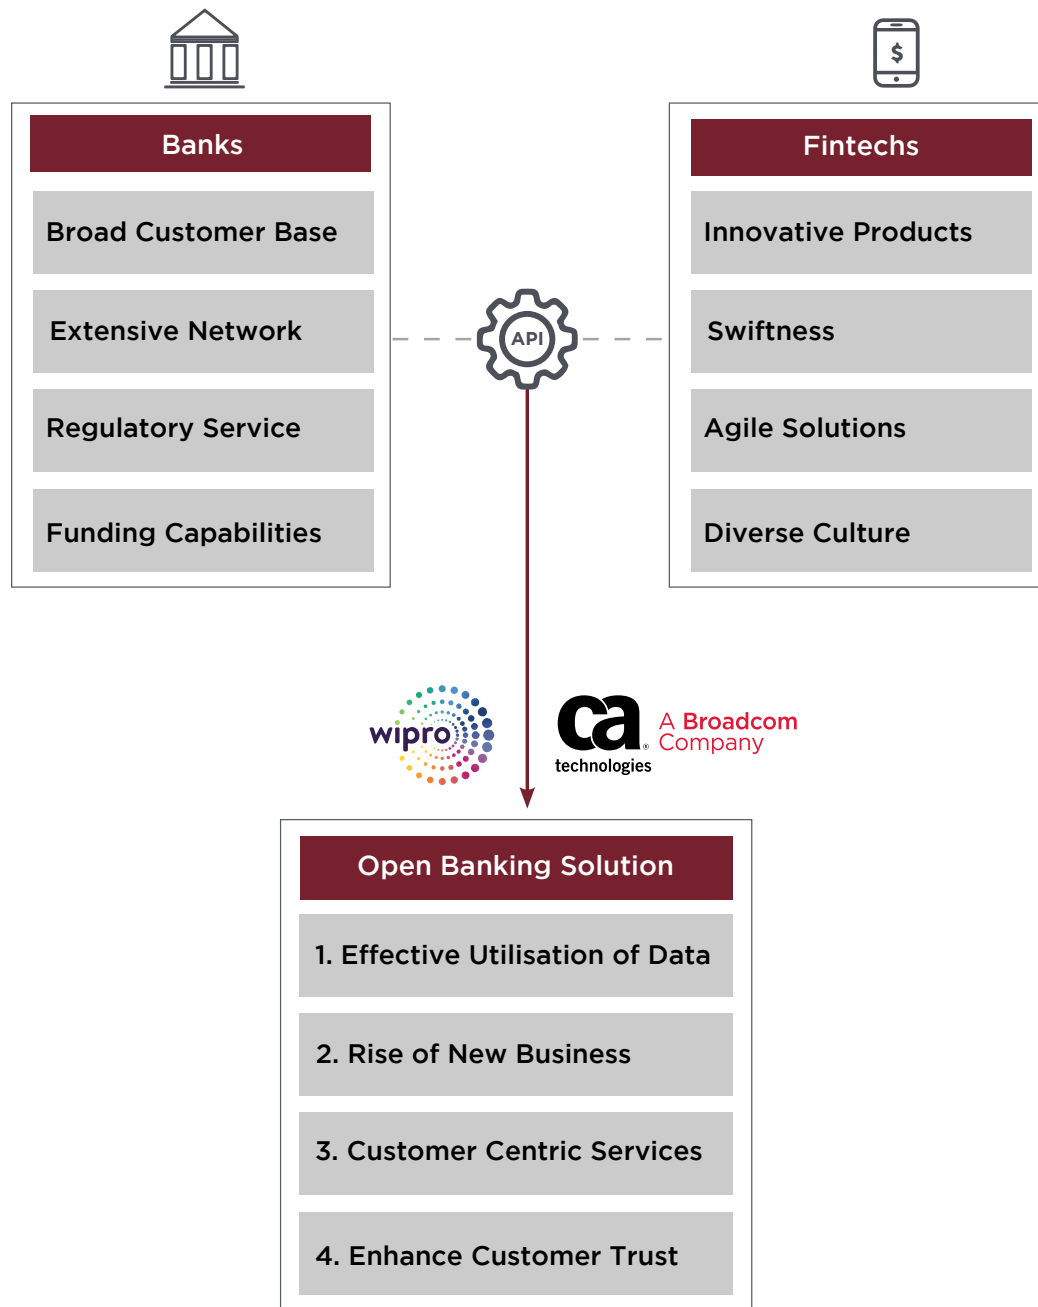 $
Banks
Broad Customer Base
Extensive Network
Regulatory Service
Funding Capabilities
API
Fintechs
Innovative Products
Swiftness
Agile Solutions
Diverse Culture
wipro
ca®
technologies
A Broadcom
Company
Open Banking Solution
1. Effective Utilisation of Data
2. Rise of New Business
3. Customer Centric Services
4. Enhance Customer Trust